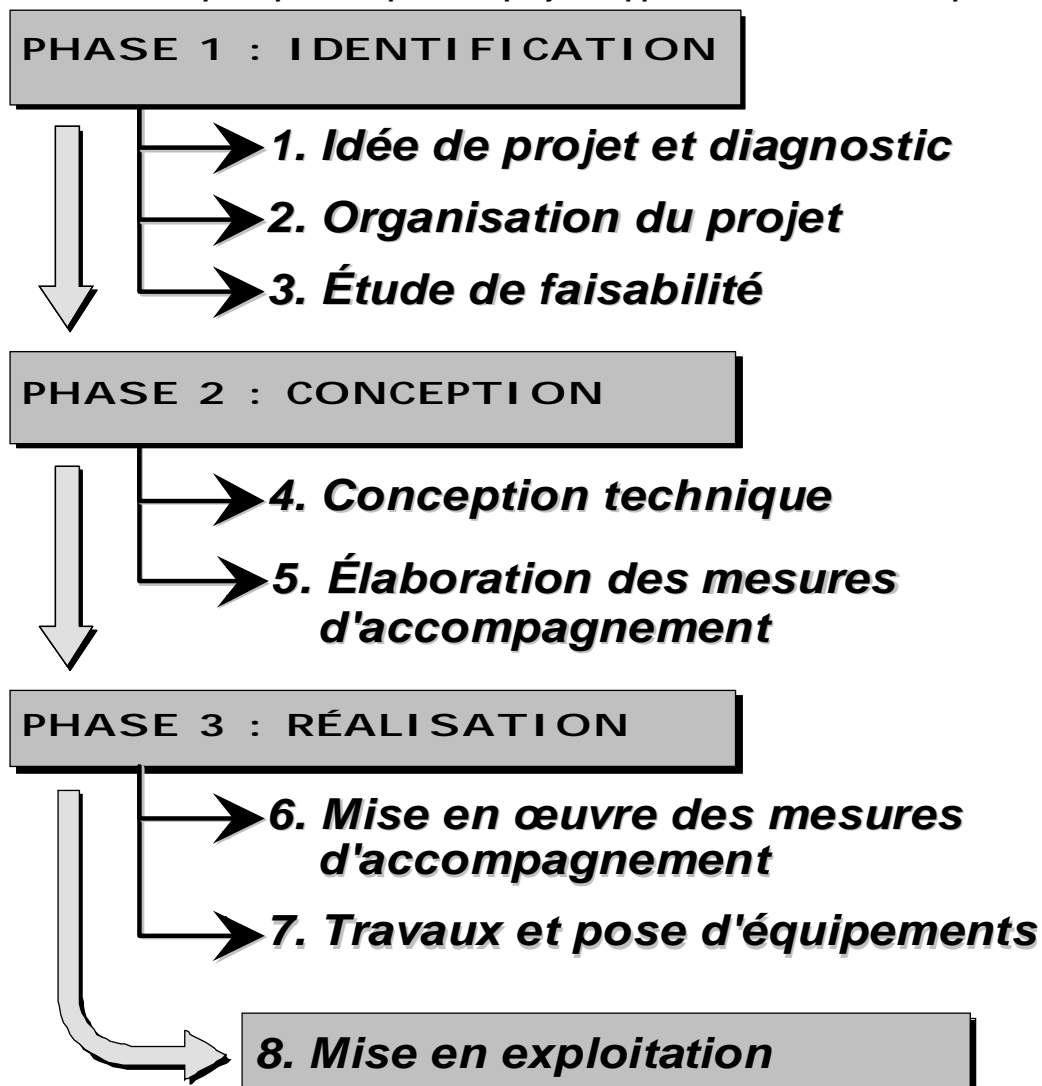 PHASE 1 : IDENTIFICATION
1. Idée de projet et diagnostic
2. Organisation du projet
3. Étude de faisabilité
PHASE 2 : CONCEPTION
4. Conception technique
5. Élaboration des mesures
d'accompagnement
PHASE 3 : RÉALISATION
6. Mise en œuvre des mesures
d'accompagnement
7. Travaux et pose d'équipements
8. Mise en exploitation